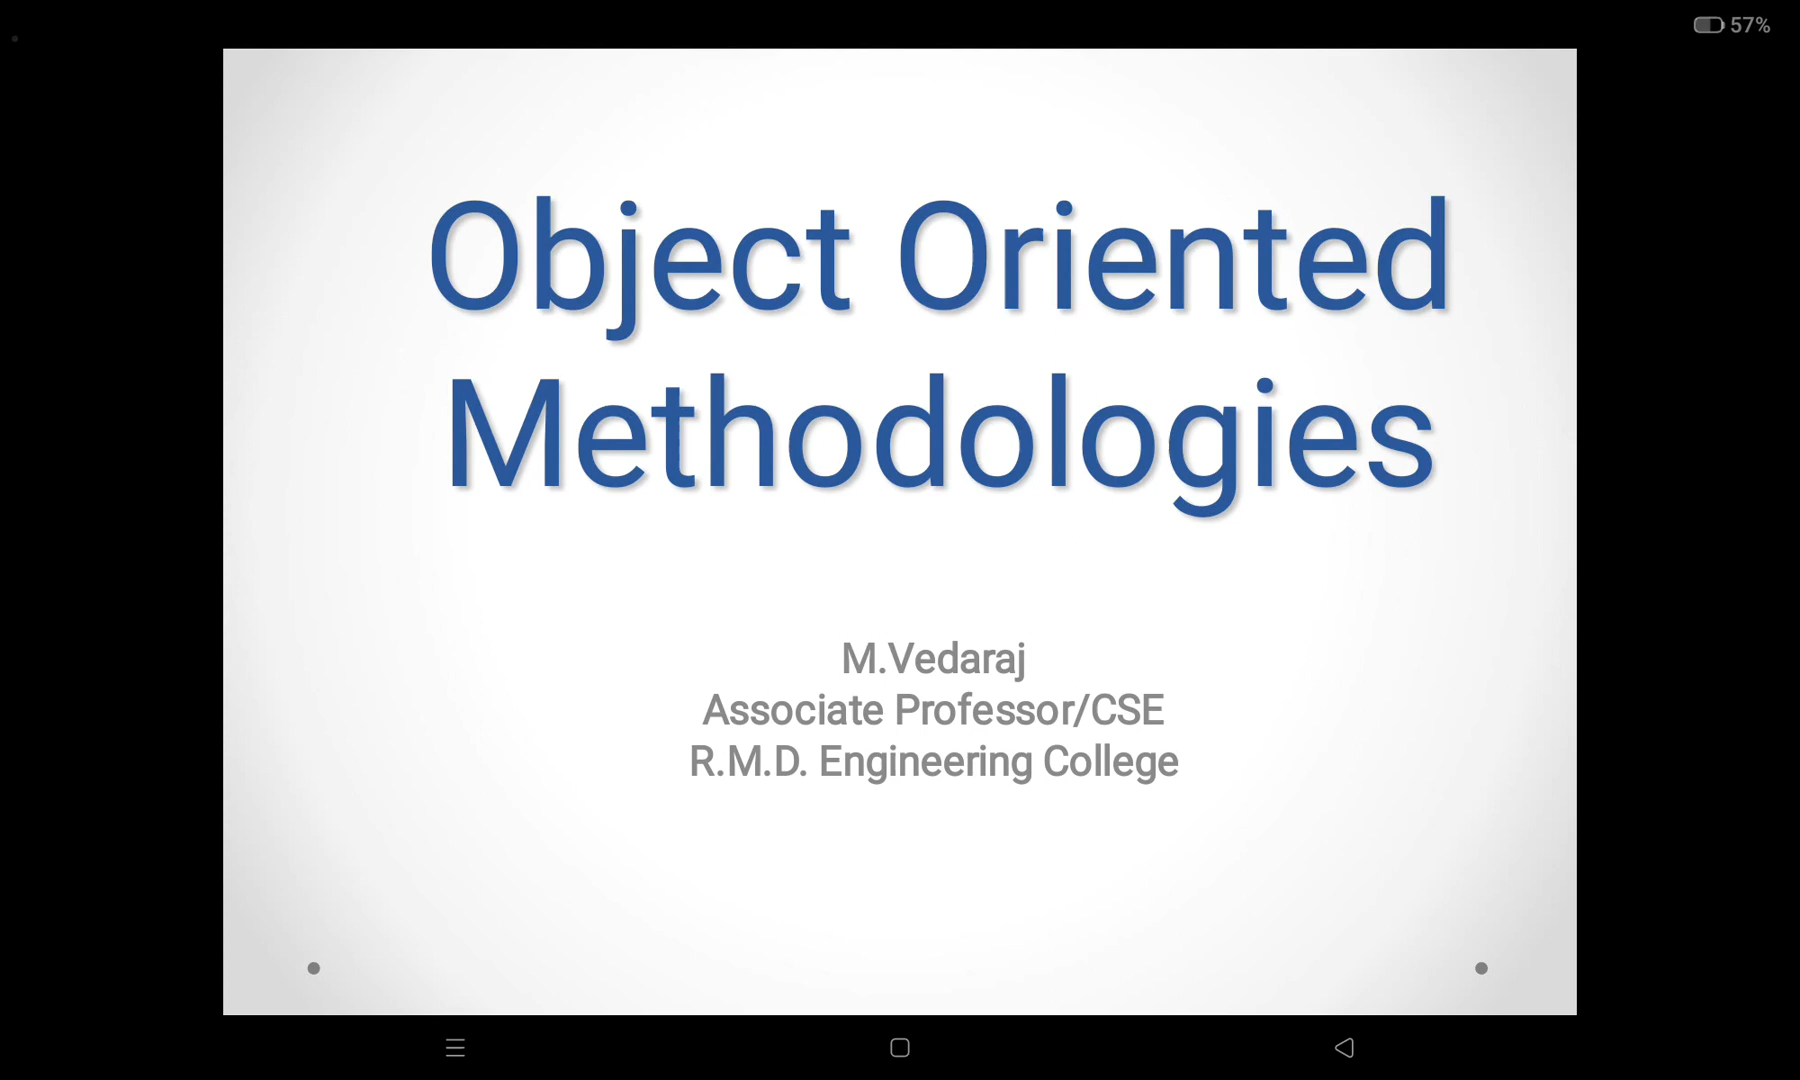 57%
Object Oriented
Methodologies
M.Vedaraj
Associate Professor/CSE
R.M.D. Engineering College